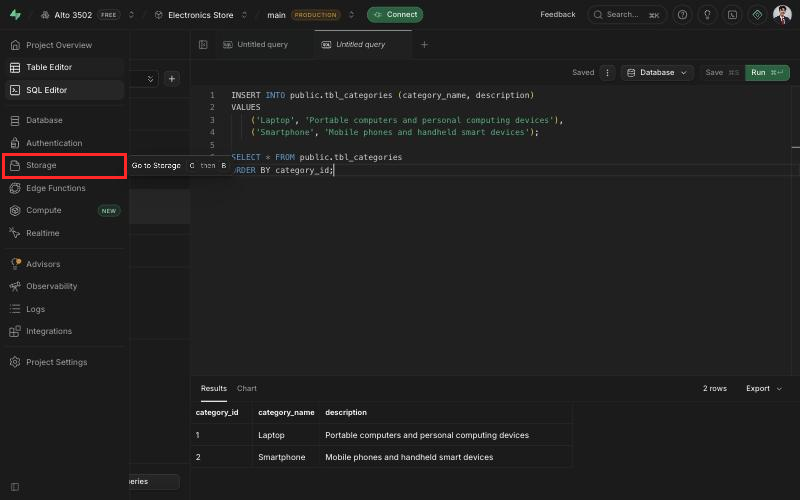 Alto 3502 FREE / Electronics Store / main PRODUCTION Connect Feedback Search... ⌘K
Project Overview
Table Editor
SQL Editor
Database
Authentication
Storage
Edge Functions
Compute NEW
Realtime
Advisors
Observability
Logs
Integrations
Project Settings
Go to Storage G then B
Untitled query
Untitled query
Saved Database Save ⌘S Run ⌘↵
1 INSERT INTO public.tbl_categories (category_name, description)
2 VALUES
3 ('Laptop', 'Portable computers and personal computing devices'),
4 ('Smartphone', 'Mobile phones and handheld smart devices');
5
SELECT * FROM public.tbl_categories
ORDER BY category_id;
Results Chart 2 rows Export
category_id category_name description
1 Laptop Portable computers and personal computing devices
2 Smartphone Mobile phones and handheld smart devices